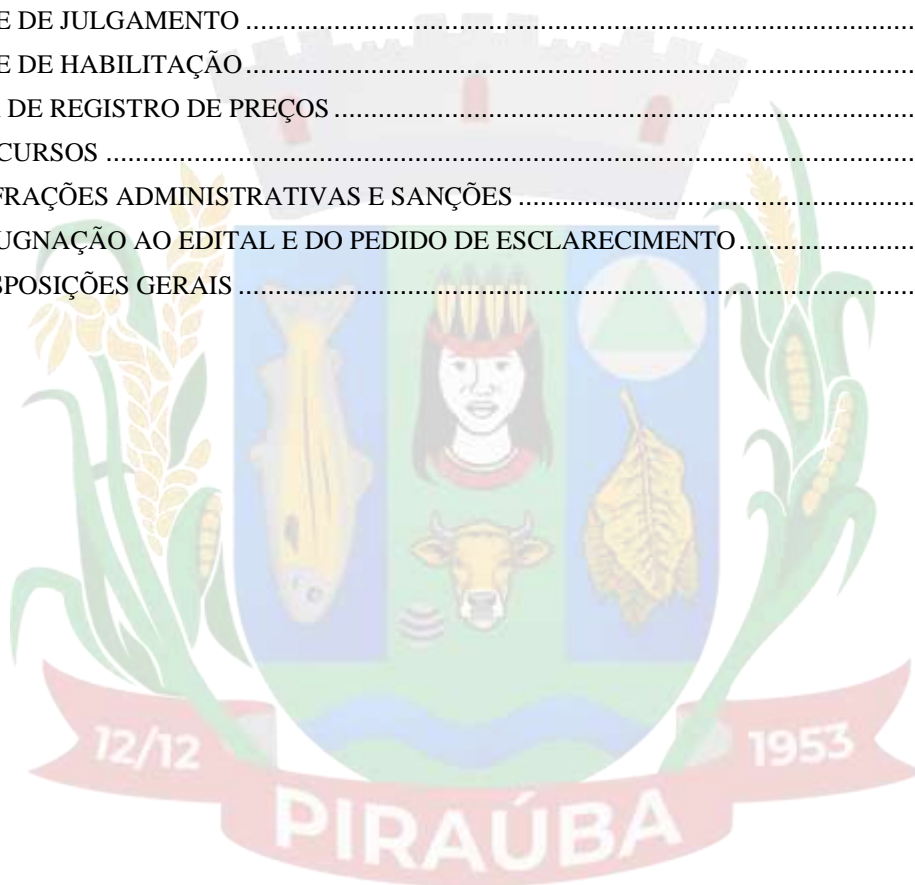 E DE JULGAMENTO ................................................................................................
E DE HABILITAÇÃO ................................................................................................
DE REGISTRO DE PREÇOS ................................................................................
CURSOS ................................................................................................................
FRAÇÕES ADMINISTRATIVAS E SANÇÕES ......................................................
UGNAÇÃO AO EDITAL E DO PEDIDO DE ESCLARECIMENTO ........................
SPOSIÇÕES GERAIS ..............................................................................................
12/12
1953
PIRAÚBA